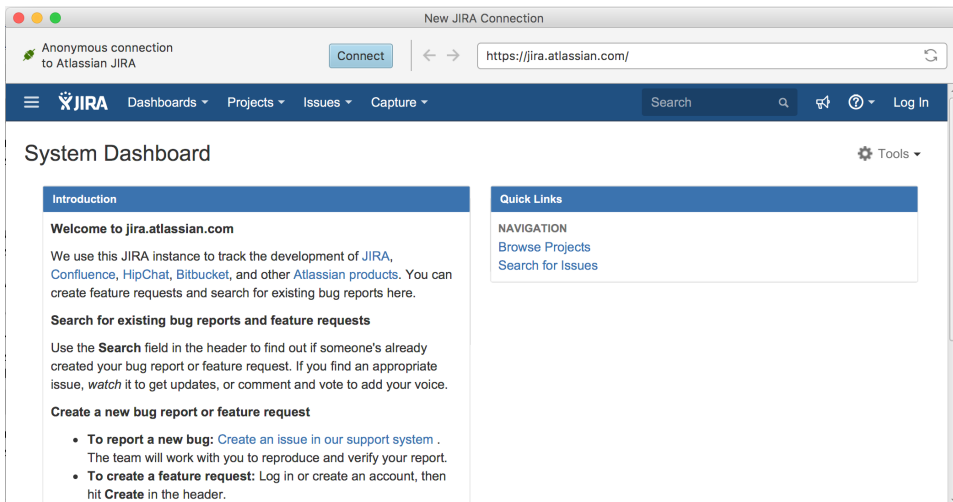 New JIRA Connection
Anonymous connection
to Atlassian JIRA
Connect
https://jira.atlassian.com/
JIRA
Dashboards
Projects
Issues
Capture
Search
Log In
System Dashboard
Tools
Introduction
Welcome to jira.atlassian.com
We use this JIRA instance to track the development of JIRA,
Confluence, HipChat, Bitbucket, and other Atlassian products. You can
create feature requests and search for existing bug reports here.
Search for existing bug reports and feature requests
Use the Search field in the header to find out if someone's already
created your bug report or feature request. If you find an appropriate
issue, watch it to get updates, or comment and vote to add your voice.
Create a new bug report or feature request
• To report a new bug: Create an issue in our support system .
The team will work with you to reproduce and verify your report.
• To create a feature request: Log in or create an account, then
hit Create in the header.
Quick Links
NAVIGATION
Browse Projects
Search for Issues